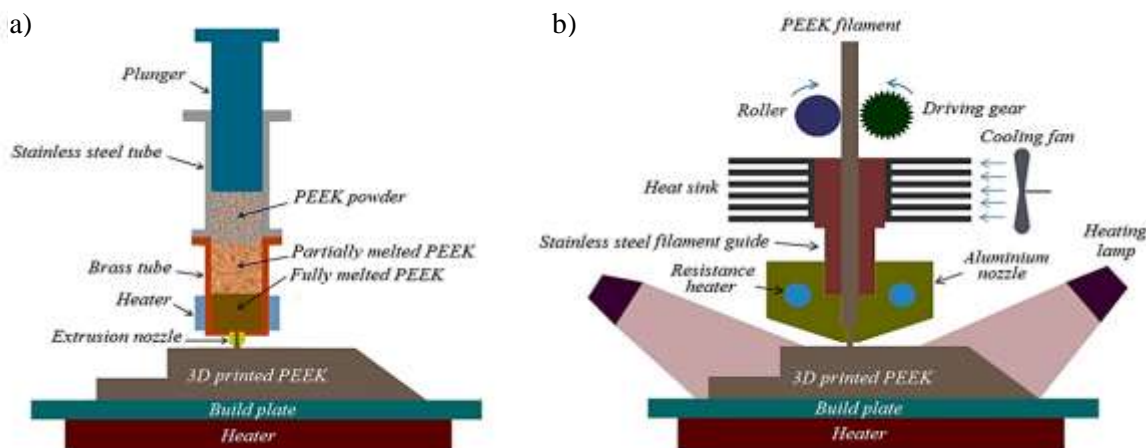 a)
Plunger
Stainless steel tube
PEEK powder
Partially melted PEEK
Brass tube
Fully melted PEEK
Heater
Extrusion nozzle
3D printed PEEK
Build plate
Heater
b)
PEEK filament
Roller
Driving gear
Cooling fan
Heat sink
Stainless steel filament guide
Heating
lamp
Resistance
heater
Aluminium
nozzle
3D printed PEEK
Build plate
Heater